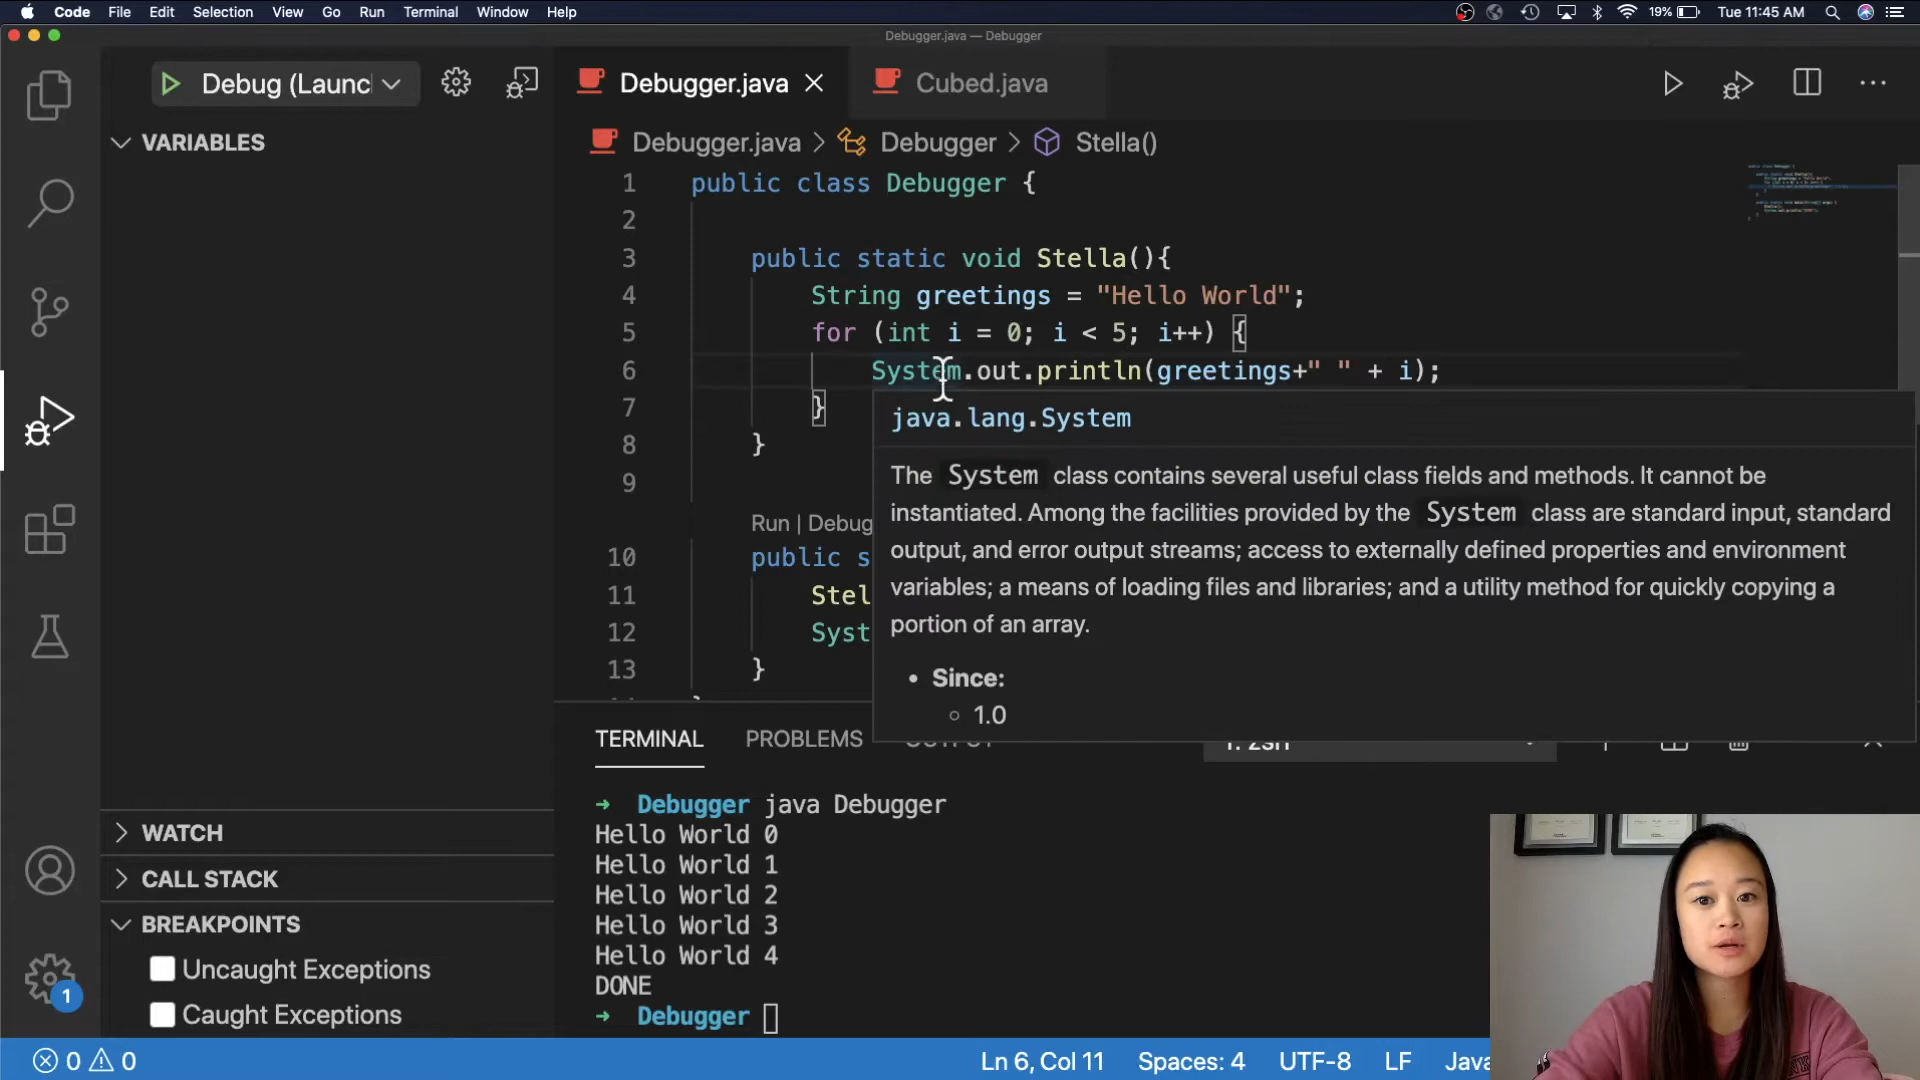 Code File Edit Selection View Go Run Terminal Window Help 19% Tue 11:45 AM
Debugger.java — Debugger
Debug (Launc
Debugger.java Cubed.java
VARIABLES
Debugger.java > Debugger > Stella()
1 public class Debugger {
2
3 public static void Stella(){
4 String greetings = "Hello World";
5 for (int i = 0; i < 5; i++) {
6 System.out.println(greetings+" " + i);
7 }
8 }
9
java.lang.System
The System class contains several useful class fields and methods. It cannot be
instantiated. Among the facilities provided by the System class are standard input, standard
output, and error output streams; access to externally defined properties and environment
variables; a means of loading files and libraries; and a utility method for quickly copying a
portion of an array.
• Since:
○ 1.0
Run | Debug
10 public s
11 Stel
12 Syst
13 }
TERMINAL PROBLEMS
→ Debugger java Debugger
Hello World 0
Hello World 1
Hello World 2
Hello World 3
Hello World 4
DONE
→ Debugger
WATCH
CALL STACK
BREAKPOINTS
Uncaught Exceptions
Caught Exceptions
1
0 0 Ln 6, Col 11 Spaces: 4 UTF-8 LF Java